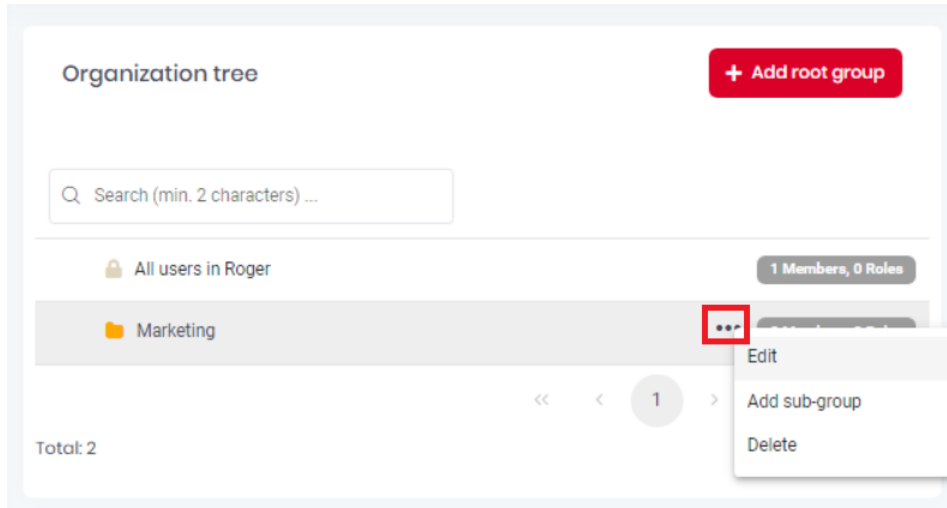 Organization tree
+ Add root group
Search (min. 2 characters) ...
All users in Roger
1 Members, 0 Roles
Marketing
•••
Edit
<< < 1 >
Add sub-group
Total: 2
Delete